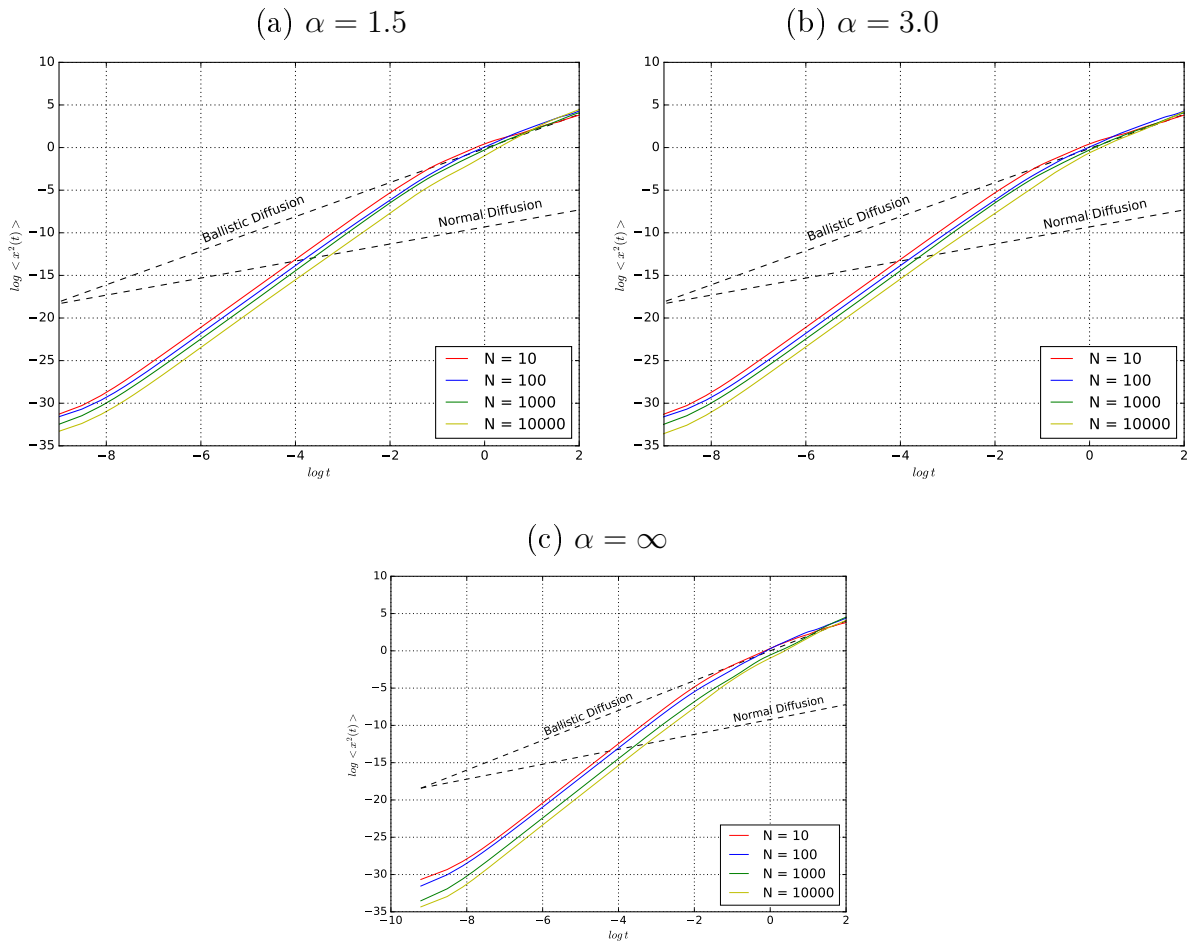 (a) α = 1.5
10
5
0
−5
−10
−15
−20
−25
−30
−35
log < x²(t) >
Ballistic Diffusion
Normal Diffusion
N = 10
N = 100
N = 1000
N = 10000
−8
−6
−4
−2
0
2
log t
(b) α = 3.0
10
5
0
−5
−10
−15
−20
−25
−30
−35
log < x²(t) >
Ballistic Diffusion
Normal Diffusion
N = 10
N = 100
N = 1000
N = 10000
−8
−6
−4
−2
0
2
log t
(c) α = ∞
10
5
0
−5
−10
−15
−20
−25
−30
−35
log < x²(t) >
Ballistic Diffusion
Normal Diffusion
N = 10
N = 100
N = 1000
N = 10000
−10
−8
−6
−4
−2
0
2
log t